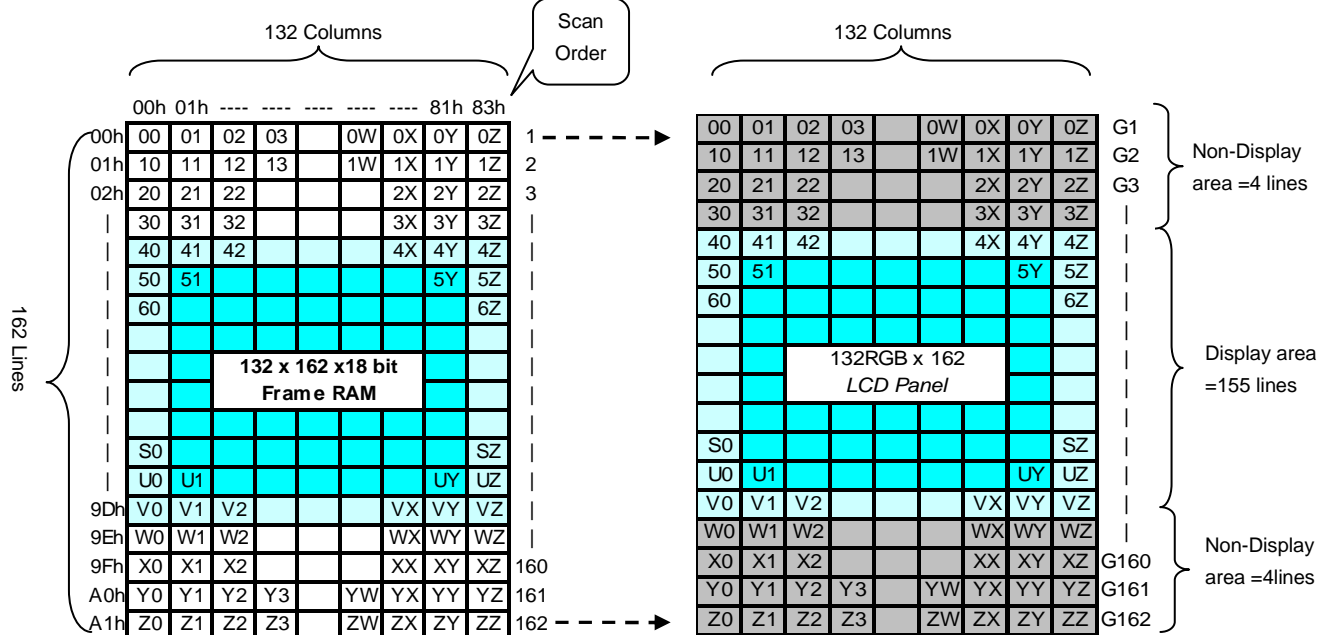 Scan
Order
132 Columns
132 Columns
00h 01h ---- ---- ---- ---- ---- 81h 83h
00h 00 01 02 03 0W 0X 0Y 0Z 1
01h 10 11 12 13 1W 1X 1Y 1Z 2
02h 20 21 22 2X 2Y 2Z 3
30 31 32 3X 3Y 3Z
40 41 42 4X 4Y 4Z
50 51 5Y 5Z
60 6Z
132 x 162 x18 bit
Frame RAM
S0 SZ
U0 U1 UY UZ
9Dh V0 V1 V2 VX VY VZ
9Eh W0 W1 W2 WX WY WZ
9Fh X0 X1 X2 XX XY XZ 160
A0h Y0 Y1 Y2 Y3 YW YX YY YZ 161
A1h Z0 Z1 Z2 Z3 ZW ZX ZY ZZ 162
162 Lines
00 01 02 03 0W 0X 0Y 0Z G1
10 11 12 13 1W 1X 1Y 1Z G2
20 21 22 2X 2Y 2Z G3
30 31 32 3X 3Y 3Z
40 41 42 4X 4Y 4Z
50 51 5Y 5Z
60 6Z
132RGB x 162
LCD Panel
S0 SZ
U0 U1 UY UZ
V0 V1 V2 VX VY VZ
W0 W1 W2 WX WY WZ
X0 X1 X2 XX XY XZ G160
Y0 Y1 Y2 Y3 YW YX YY YZ G161
Z0 Z1 Z2 Z3 ZW ZX ZY ZZ G162
Non-Display
area =4 lines
Display area
=155 lines
Non-Display
area =4lines